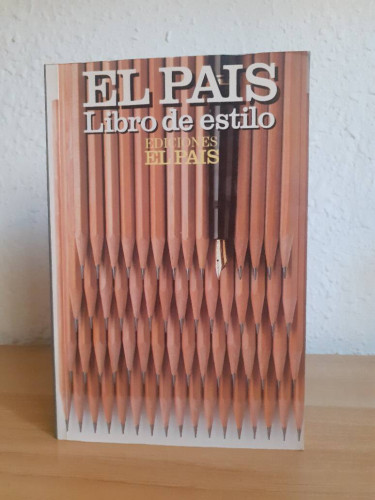 EL PAIS
Libro de estilo
EDICIONES
EL PAIS